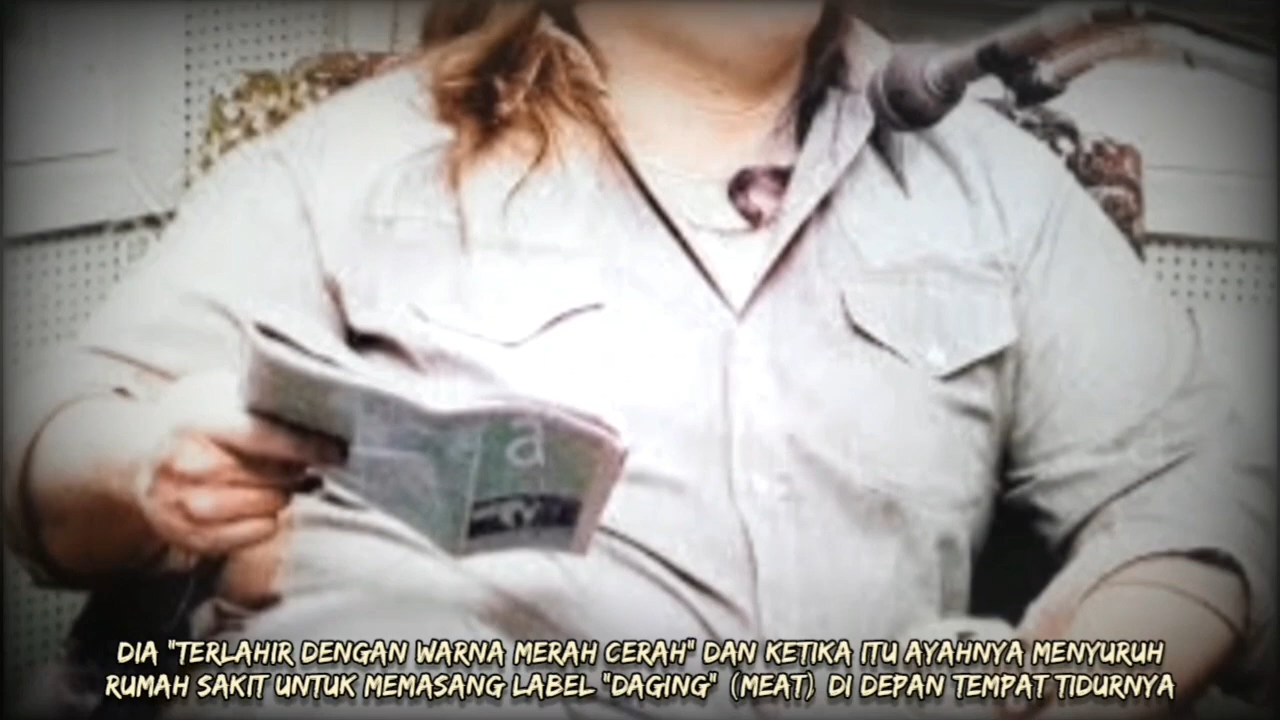 a
DIA "TERLAHIR DENGAN WARNA MERAH CERAH" DAN KETIKA ITU AYAHNYA MENYURUH
RUMAH SAKIT UNTUK MEMASANG LABEL "DAGING" (MEAT) DI DEPAN TEMPAT TIDURNYA